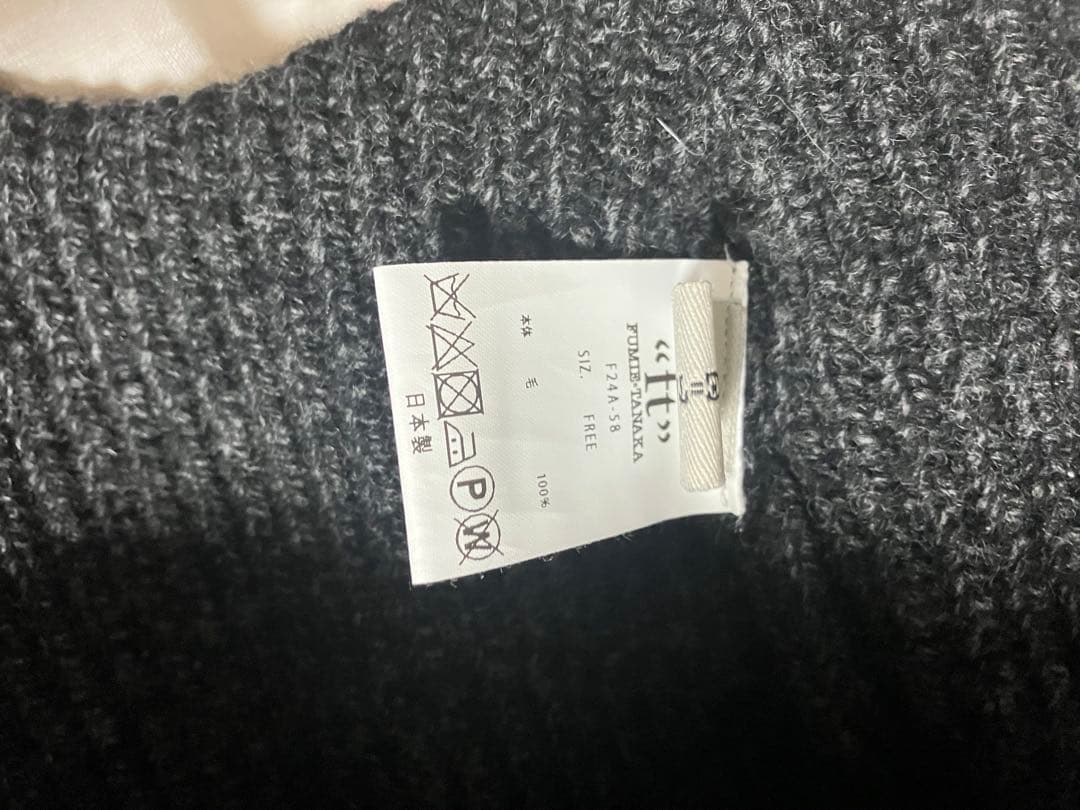 “ft”
FUMIE=TANAKA
F24A-58
SIZ. FREE
本体 毛 100%
P W
日本製